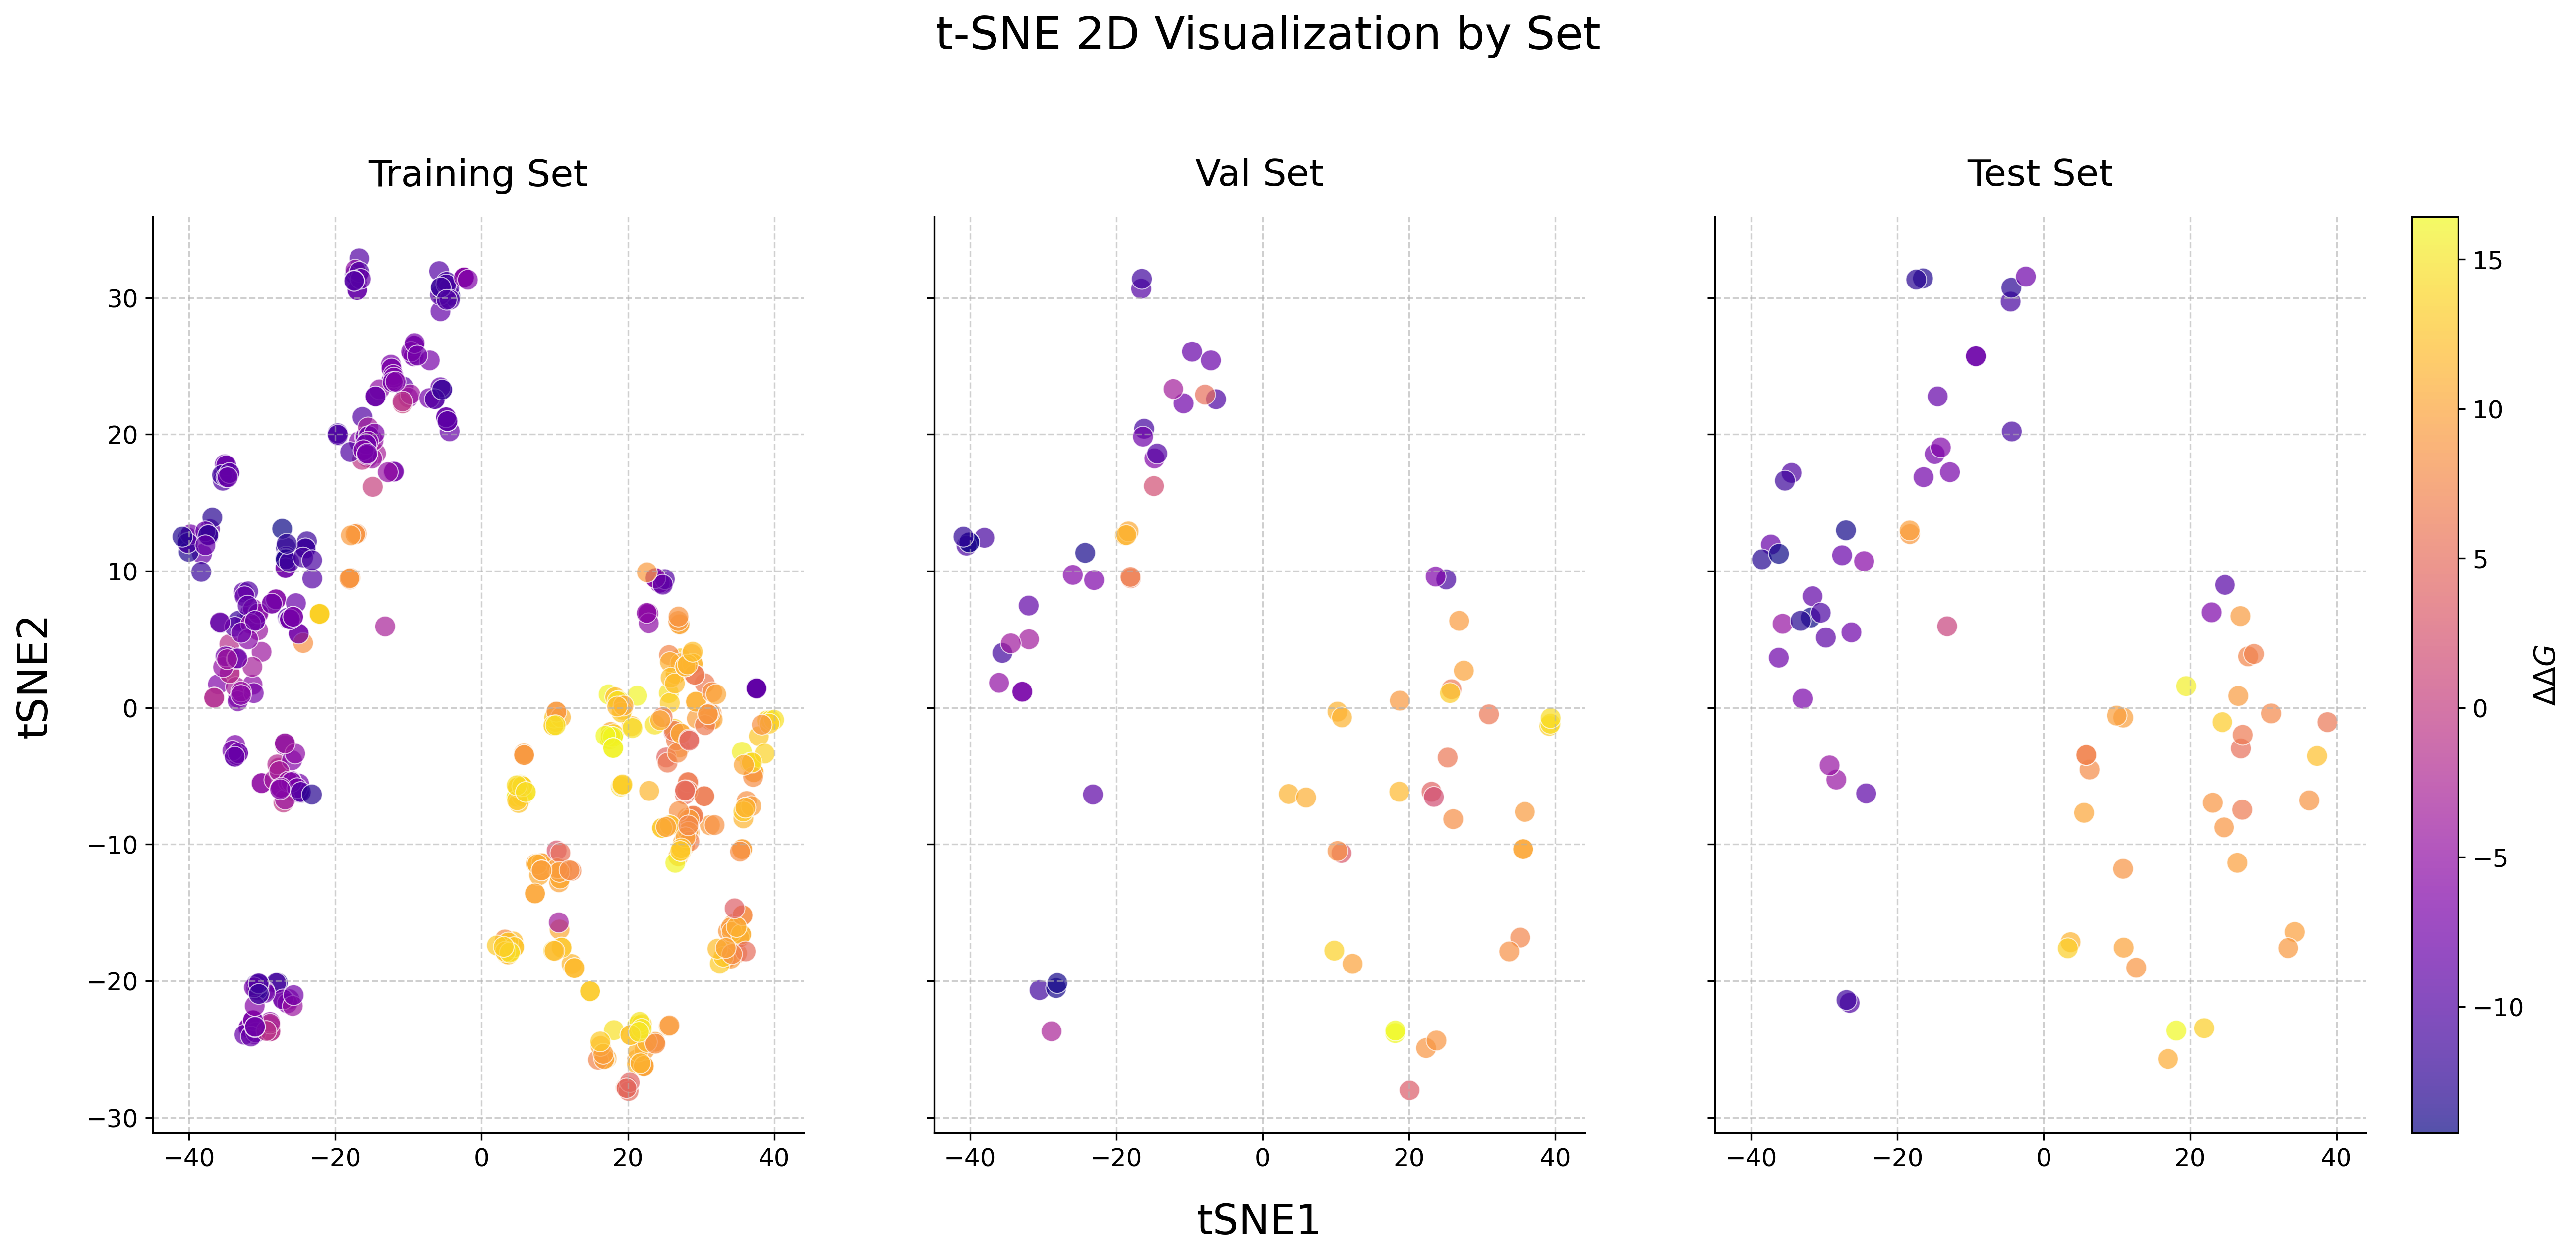 t-SNE 2D Visualization by Set
Training Set
Val Set
Test Set
tSNE2
30
20
10
0
−10
−20
−30
−40 −20 0 20 40
−40 −20 0 20 40
−40 −20 0 20 40
tSNE1
15
10
5
0
−5
−10
ΔΔG